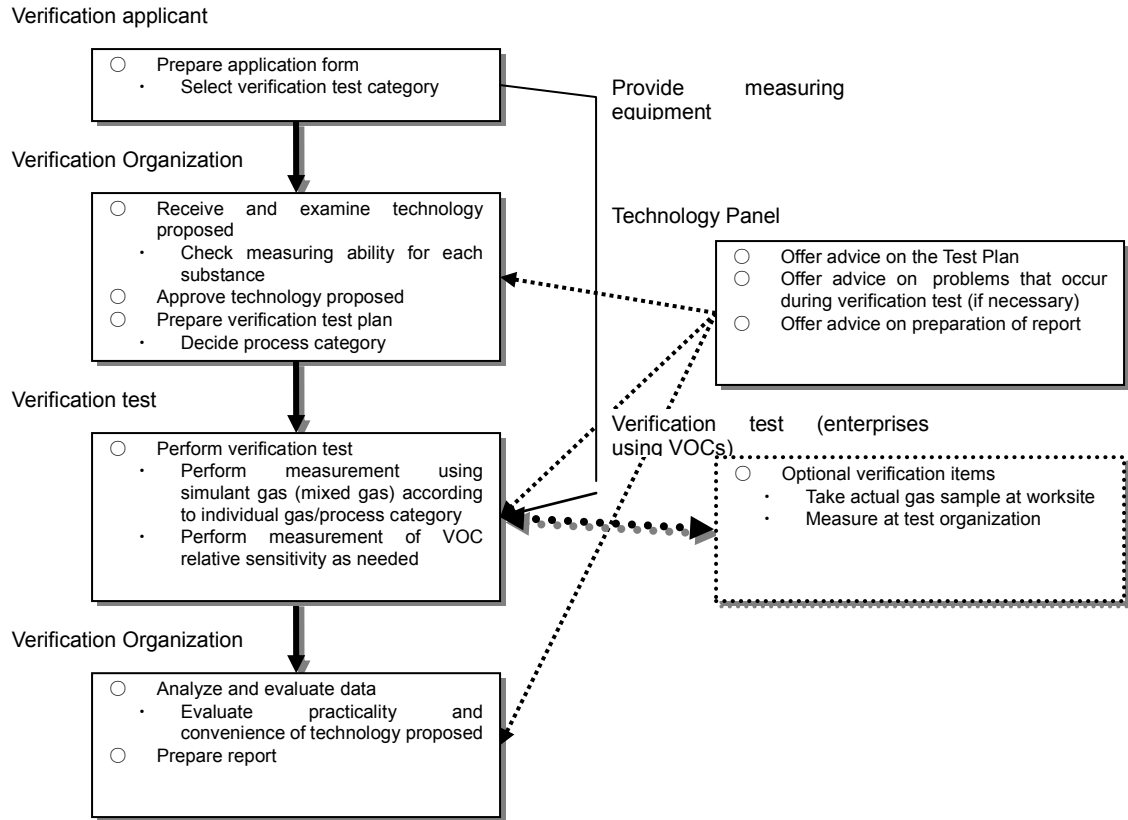 Verification applicant
○ Prepare application form
・ Select verification test category
Provide measuring
equipment
Verification Organization
○ Receive and examine technology
proposed
・ Check measuring ability for each
substance
○ Approve technology proposed
○ Prepare verification test plan
・ Decide process category
Technology Panel
○ Offer advice on the Test Plan
○ Offer advice on problems that occur
during verification test (if necessary)
○ Offer advice on preparation of report
Verification test
○ Perform verification test
・ Perform measurement using
simulant gas (mixed gas) according
to individual gas/process category
・ Perform measurement of VOC
relative sensitivity as needed
Verification test (enterprises
using VOCs)
○ Optional verification items
・ Take actual gas sample at worksite
・ Measure at test organization
Verification Organization
○ Analyze and evaluate data
・ Evaluate practicality and
convenience of technology proposed
○ Prepare report